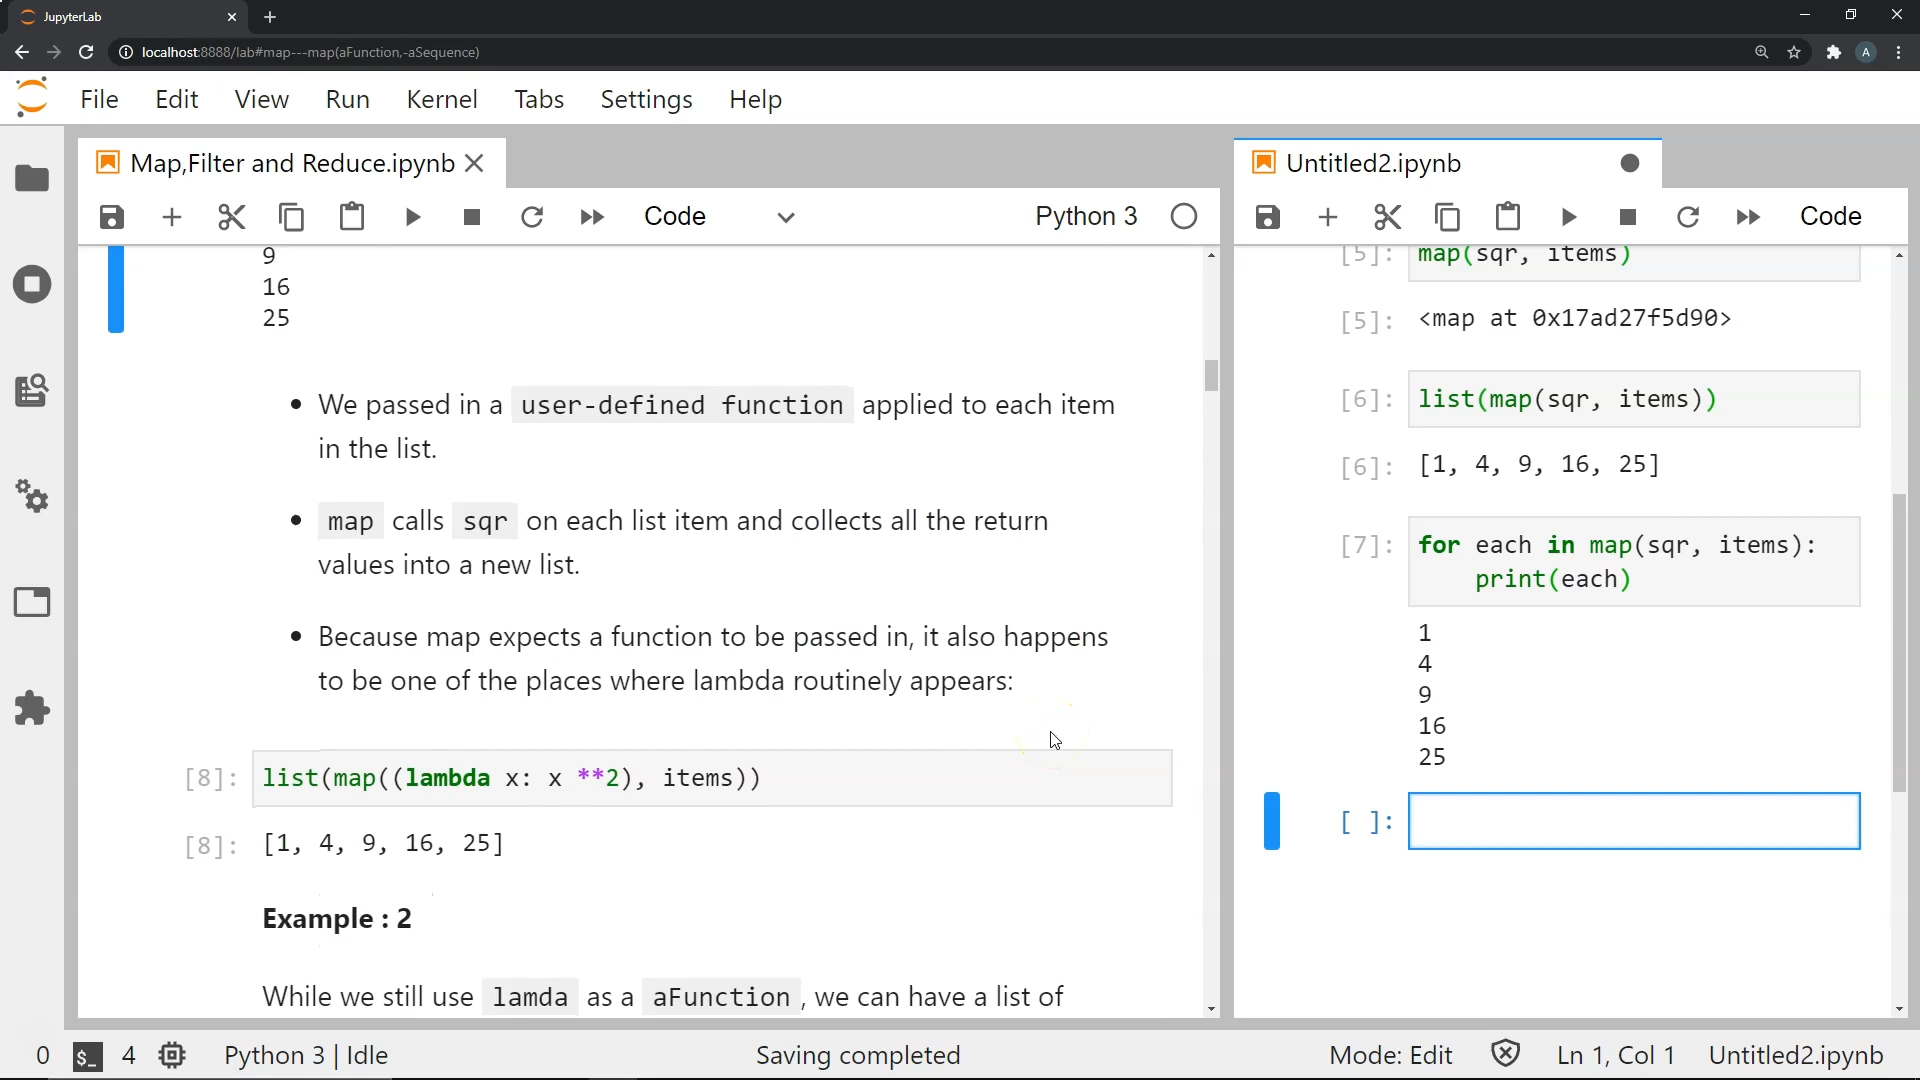 JupyterLab
localhost:8888/lab#map---map(aFunction,-aSequence)
A
File Edit View Run Kernel Tabs Settings Help
Map,Filter and Reduce.ipynb
Code
Python 3
9
16
25
We passed in a user-defined function applied to each item
in the list.
map calls sqr on each list item and collects all the return
values into a new list.
Because map expects a function to be passed in, it also happens
to be one of the places where lambda routinely appears:
[8]: list(map((lambda x: x **2), items))
[8]: [1, 4, 9, 16, 25]
Example : 2
While we still use lamda as a aFunction , we can have a list of
Untitled2.ipynb
Code
[5]: map(sqr, items)
[5]: <map at 0x17ad27f5d90>
[6]: list(map(sqr, items))
[6]: [1, 4, 9, 16, 25]
[7]: for each in map(sqr, items):
print(each)
1
4
9
16
25
[ ]:
0 $_ 4 Python 3 | Idle Saving completed Mode: Edit Ln 1, Col 1 Untitled2.ipynb